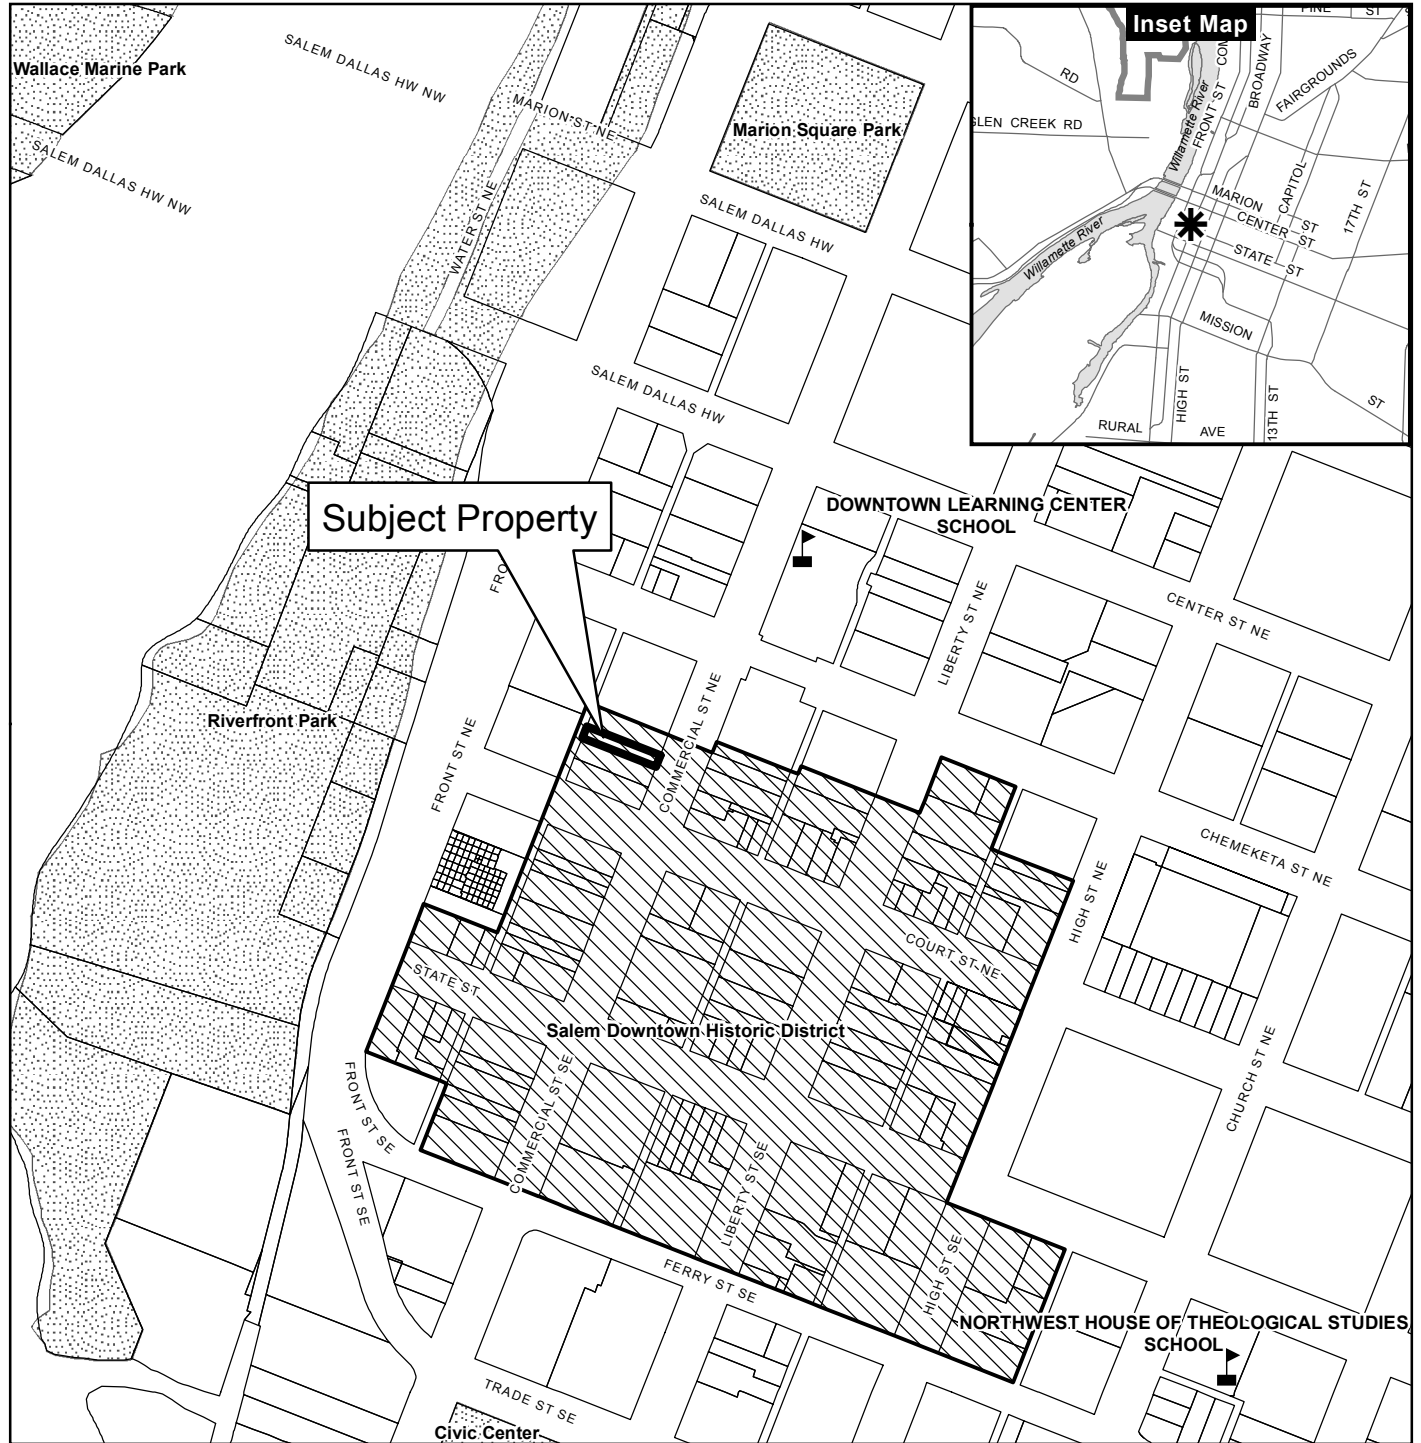 Wallace Marine Park
SALEM DALLAS HW NW
MARION ST NE
SALEM DALLAS HW NW
WATER ST NE
Marion Square Park
SALEM DALLAS HW
SALEM DALLAS HW
Inset Map
PINE ST
RD
GLEN CREEK RD
Willamette River
FRONT ST
COM
BROADWAY
FAIRGROUNDS
CAPITOL
17TH ST
MARION ST
CENTER ST
STATE ST
Willamette River
MISSION
ST
HIGH ST
13TH ST
RURAL AVE
Subject Property
DOWNTOWN LEARNING CENTER
SCHOOL
LIBERTY ST NE
CENTER ST NE
Riverfront Park
FRONT ST NE
COMMERCIAL ST NE
CHEMEKETA ST NE
HIGH ST NE
COURT ST NE
STATE ST
Salem Downtown Historic District
FRONT ST SE
FRONT ST SE
COMMERCIAL ST SE
LIBERTY ST SE
HIGH ST SE
CHURCH ST NE
FERRY ST SE
NORTHWEST HOUSE OF THEOLOGICAL STUDIES
SCHOOL
TRADE ST SE
Civic Center